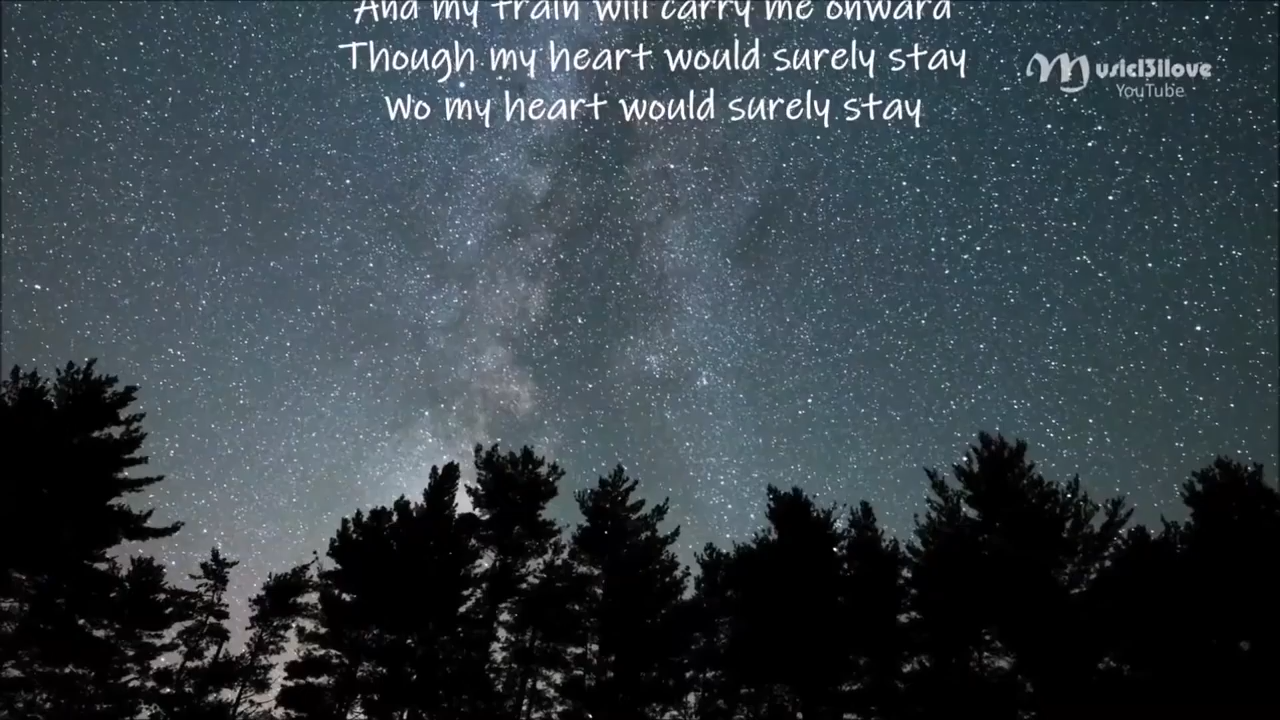 And my train will carry me onward
Though my heart would surely stay
Wo my heart would surely stay
Musicl3ilove
YouTube